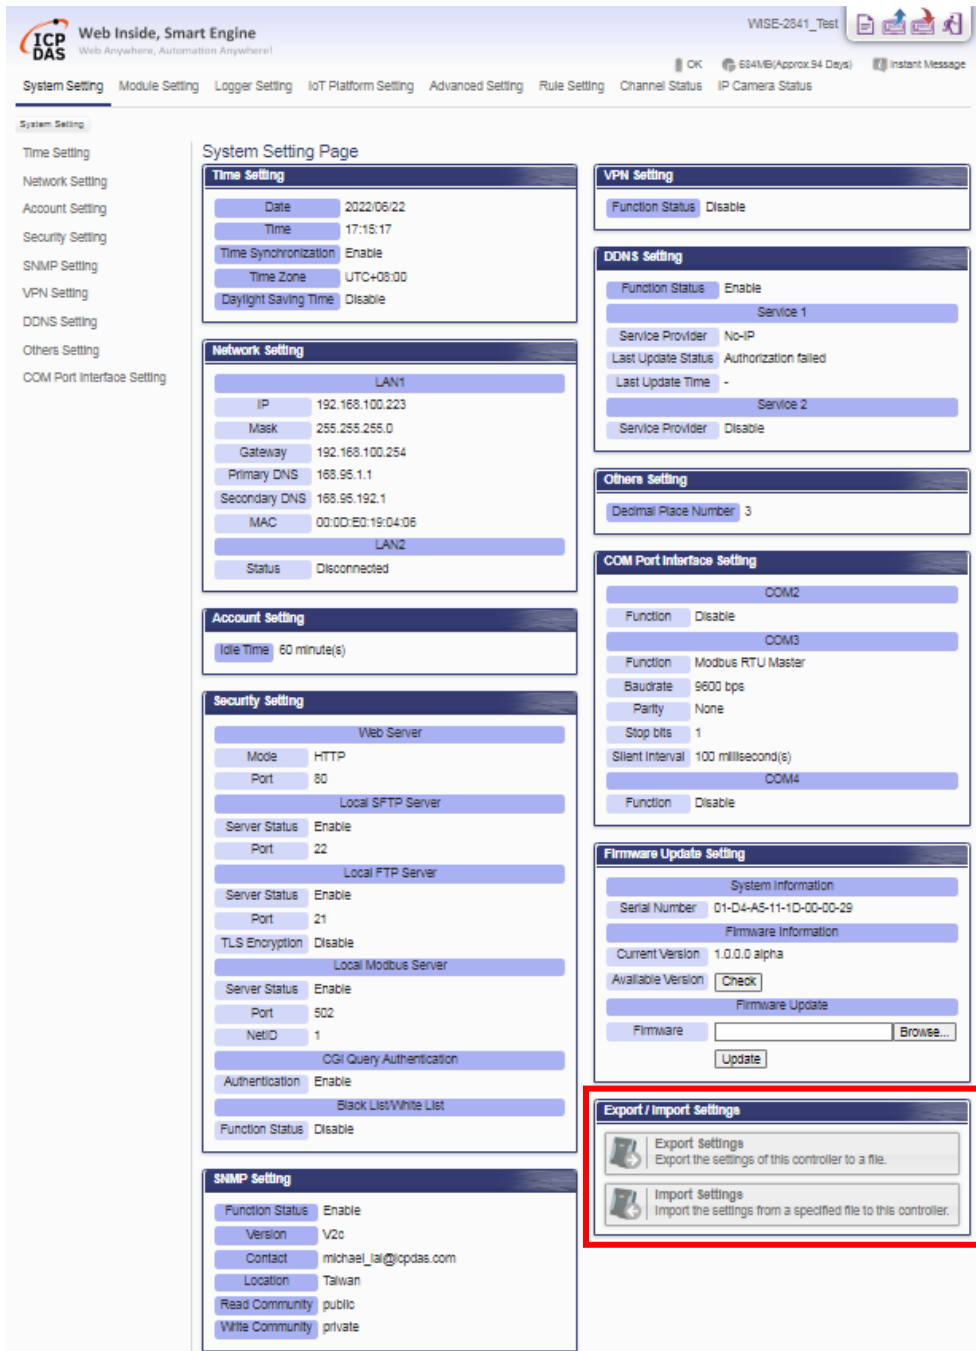 ICP DAS
Web Inside, Smart Engine
Web Anywhere, Automation Anywhere!
WISE-2841_Test
OK 684MB(Approx.94 Days) Instant Message
System Setting Module Setting Logger Setting IoT Platform Setting Advanced Setting Rule Setting Channel Status IP Camera Status
System Setting
Time Setting
Network Setting
Account Setting
Security Setting
SNMP Setting
VPN Setting
DDNS Setting
Others Setting
COM Port Interface Setting
System Setting Page
Time Setting
Date 2022/06/22
Time 17:15:17
Time Synchronization Enable
Time Zone UTC+08:00
Daylight Saving Time Disable
Network Setting
LAN1
IP 192.168.100.223
Mask 255.255.255.0
Gateway 192.168.100.254
Primary DNS 168.95.1.1
Secondary DNS 168.95.192.1
MAC 00:0D:E0:19:04:06
LAN2
Status Disconnected
Account Setting
Idle Time 60 minute(s)
Security Setting
Web Server
Mode HTTP
Port 80
Local SFTP Server
Server Status Enable
Port 22
Local FTP Server
Server Status Enable
Port 21
TLS Encryption Disable
Local Modbus Server
Server Status Enable
Port 502
NetID 1
CGI Query Authentication
Authentication Enable
Black List/White List
Function Status Disable
SNMP Setting
Function Status Enable
Version V2c
Contact michael_lai@icpdas.com
Location Taiwan
Read Community public
Write Community private
VPN Setting
Function Status Disable
DDNS Setting
Function Status Enable
Service 1
Service Provider No-IP
Last Update Status Authorization failed
Last Update Time -
Service 2
Service Provider Disable
Others Setting
Decimal Place Number 3
COM Port Interface Setting
COM2
Function Disable
COM3
Function Modbus RTU Master
Baudrate 9600 bps
Parity None
Stop bits 1
Silent Interval 100 millisecond(s)
COM4
Function Disable
Firmware Update Setting
System Information
Serial Number 01-D4-A5-11-1D-00-00-29
Firmware Information
Current Version 1.0.0.0 alpha
Available Version Check
Firmware Update
Firmware Browse...
Update
Export / Import Settings
Export Settings
Export the settings of this controller to a file.
Import Settings
Import the settings from a specified file to this controller.